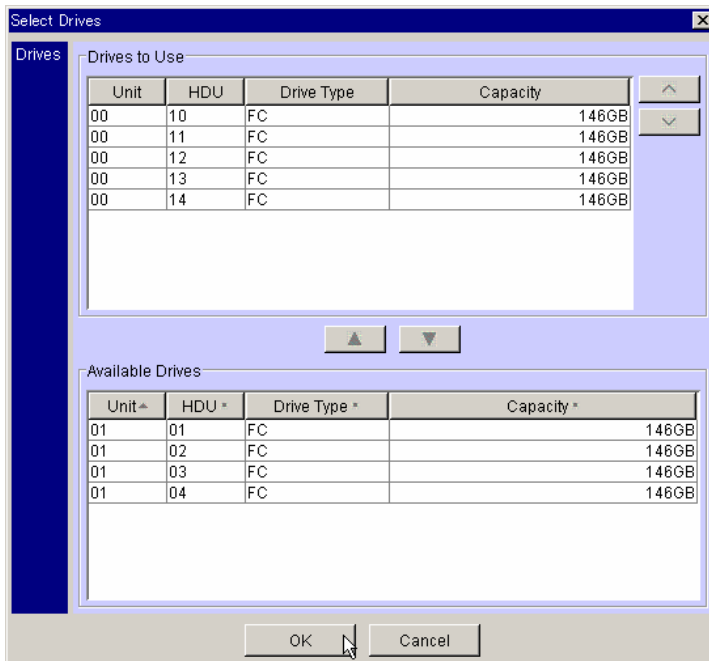 Select Drives
Drives
Drives to Use
Unit HDU Drive Type Capacity
00 10 FC 146GB
00 11 FC 146GB
00 12 FC 146GB
00 13 FC 146GB
00 14 FC 146GB
Available Drives
Unit HDU Drive Type Capacity
01 01 FC 146GB
01 02 FC 146GB
01 03 FC 146GB
01 04 FC 146GB
OK Cancel